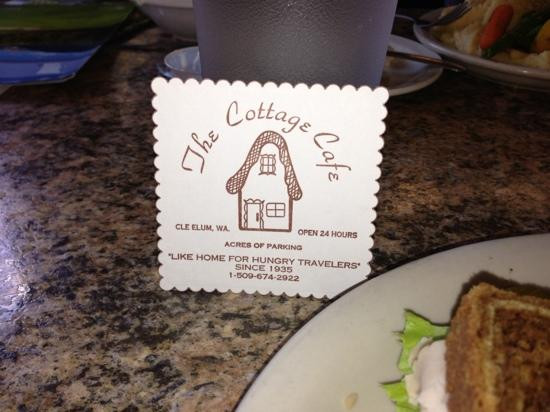 The Cottage Cafe
CLE ELUM, WA.
OPEN 24 HOURS
ACRES OF PARKING
"LIKE HOME FOR HUNGRY TRAVELERS"
SINCE 1935
1-509-674-2922